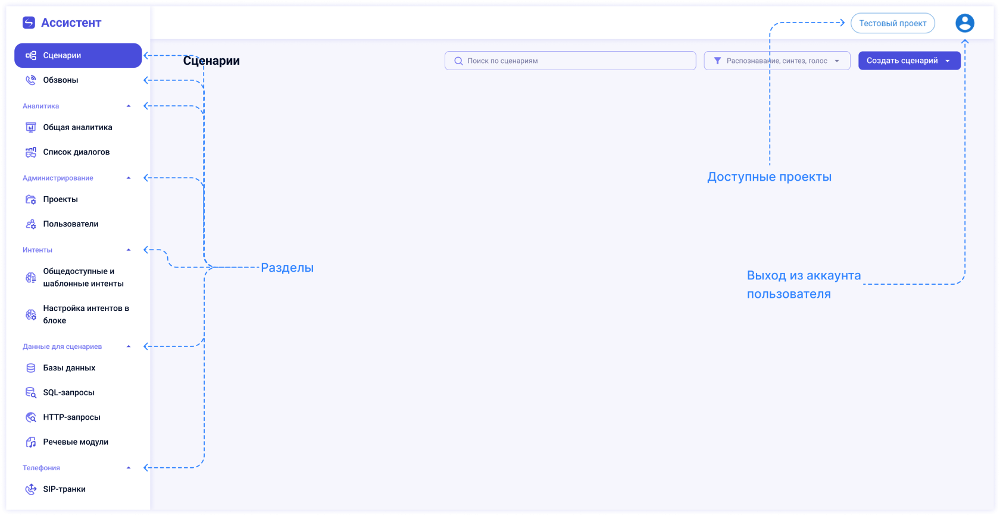 Ассистент
Тестовый проект
Сценарии
Обзвоны
Аналитика
Общая аналитика
Список диалогов
Администрирование
Проекты
Пользователи
Интенты
Общедоступные и
шаблонные интенты
Настройка интентов в
блоке
Данные для сценариев
Базы данных
SQL-запросы
HTTP-запросы
Речевые модули
Телефония
SIP-транки
Сценарии
Поиск по сценариям
Распознавание, синтез, голос
Создать сценарий
Доступные проекты
Разделы
Выход из аккаунта
пользователя